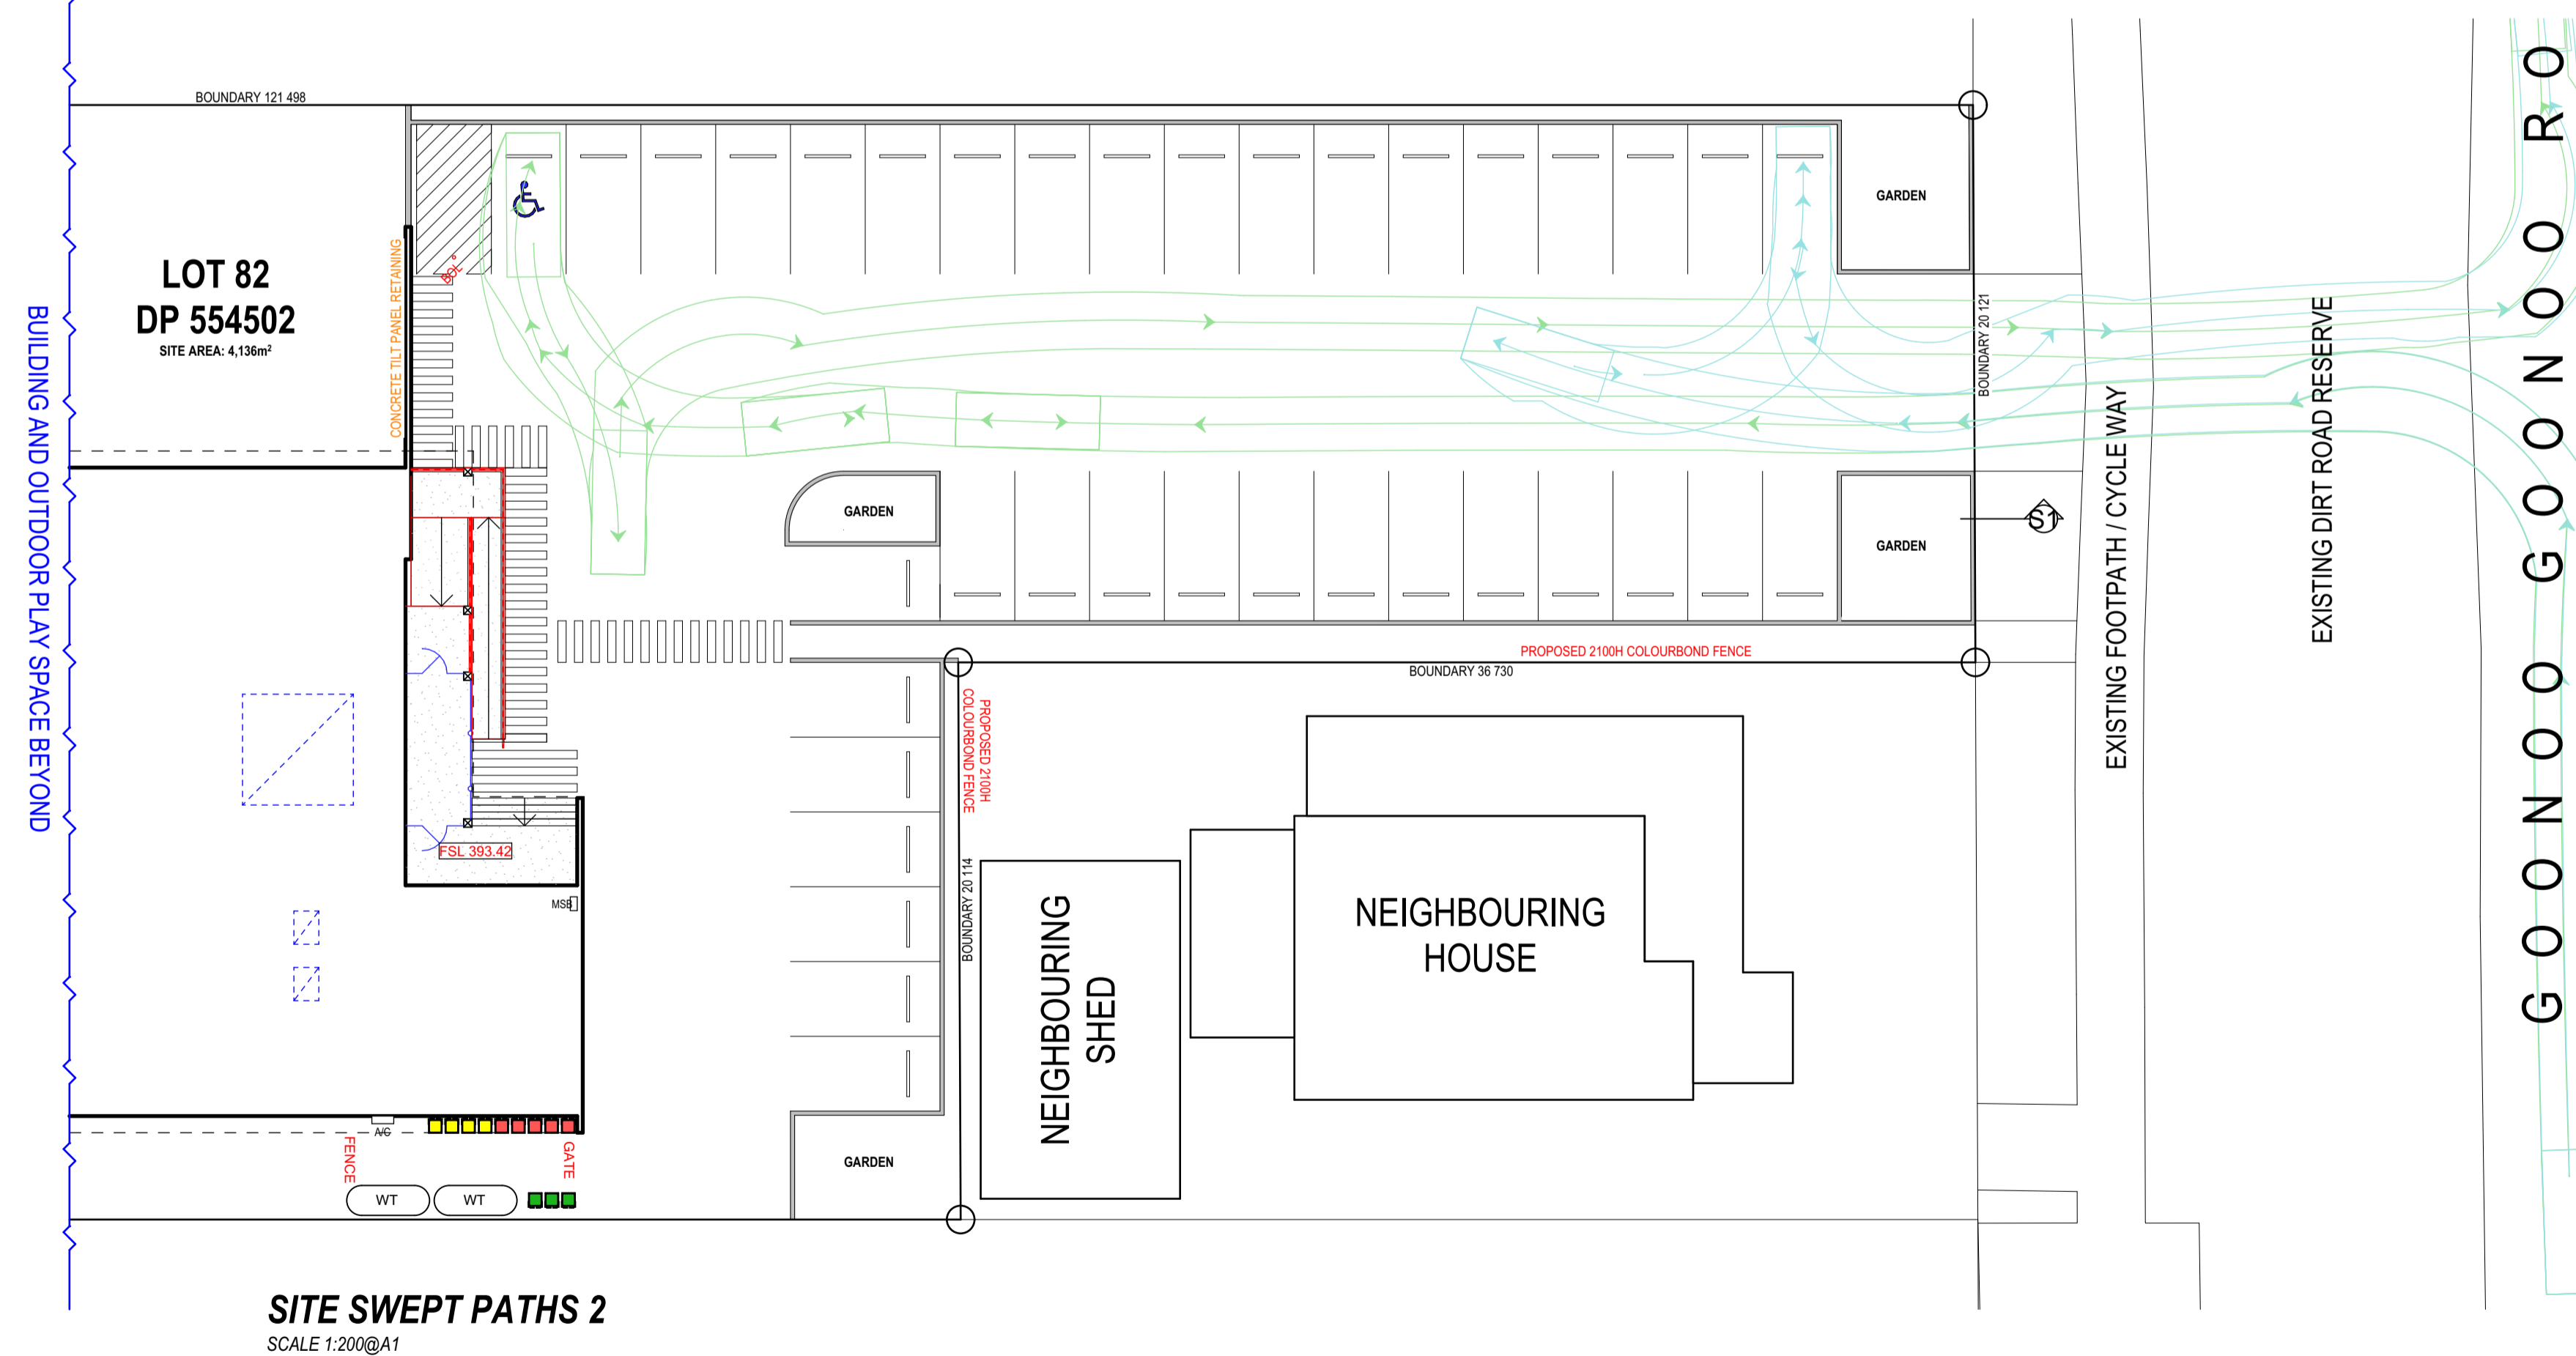 BOUNDARY 121 498
LOT 82
DP 554502
SITE AREA: 4,136m²
BUILDING AND OUTDOOR PLAY SPACE BEYOND
CONCRETE TILT PANEL RETAINING
BOL
GARDEN
BOUNDARY 20 121
EXISTING FOOTPATH / CYCLE WAY
EXISTING DIRT ROAD RESERVE
GOONOO GOONOO RO
GARDEN
GARDEN
S1
PROPOSED 2100H COLOURBOND FENCE
BOUNDARY 36 730
PROPOSED 2100H
COLOURBOND FENCE
BOUNDARY 20 114
FSL 393.42
MSB
NEIGHBOURING
SHED
NEIGHBOURING
HOUSE
A/C
FENCE
GATE
WT
WT
GARDEN
SITE SWEPT PATHS 2
SCALE 1:200@A1